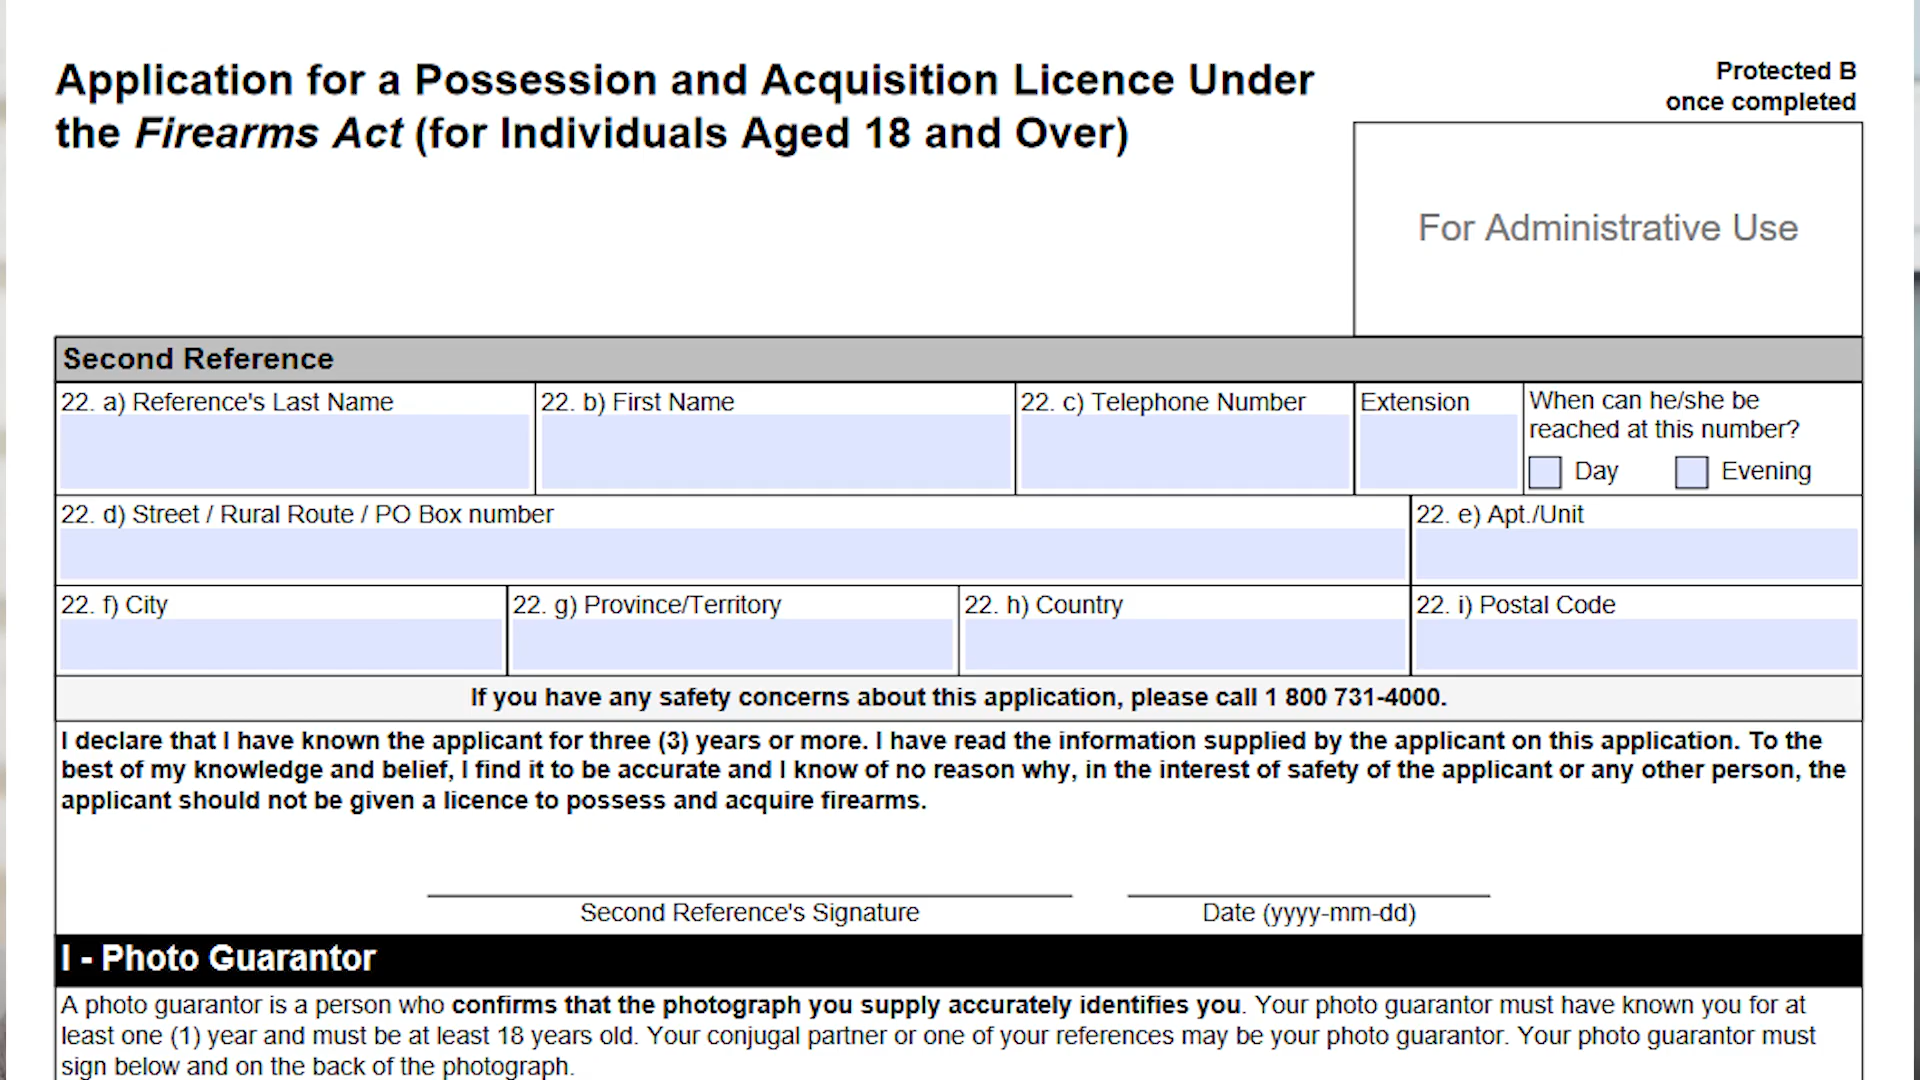 Application for a Possession and Acquisition Licence Under
the Firearms Act (for Individuals Aged 18 and Over)
Protected B
once completed
For Administrative Use
Second Reference
22. a) Reference's Last Name
22. b) First Name
22. c) Telephone Number
Extension
When can he/she be
reached at this number?
Day
Evening
22. d) Street / Rural Route / PO Box number
22. e) Apt./Unit
22. f) City
22. g) Province/Territory
22. h) Country
22. i) Postal Code
If you have any safety concerns about this application, please call 1 800 731-4000.
I declare that I have known the applicant for three (3) years or more. I have read the information supplied by the applicant on this application. To the
best of my knowledge and belief, I find it to be accurate and I know of no reason why, in the interest of safety of the applicant or any other person, the
applicant should not be given a licence to possess and acquire firearms.
Second Reference's Signature
Date (yyyy-mm-dd)
I - Photo Guarantor
A photo guarantor is a person who confirms that the photograph you supply accurately identifies you. Your photo guarantor must have known you for at
least one (1) year and must be at least 18 years old. Your conjugal partner or one of your references may be your photo guarantor. Your photo guarantor must
sign below and on the back of the photograph.